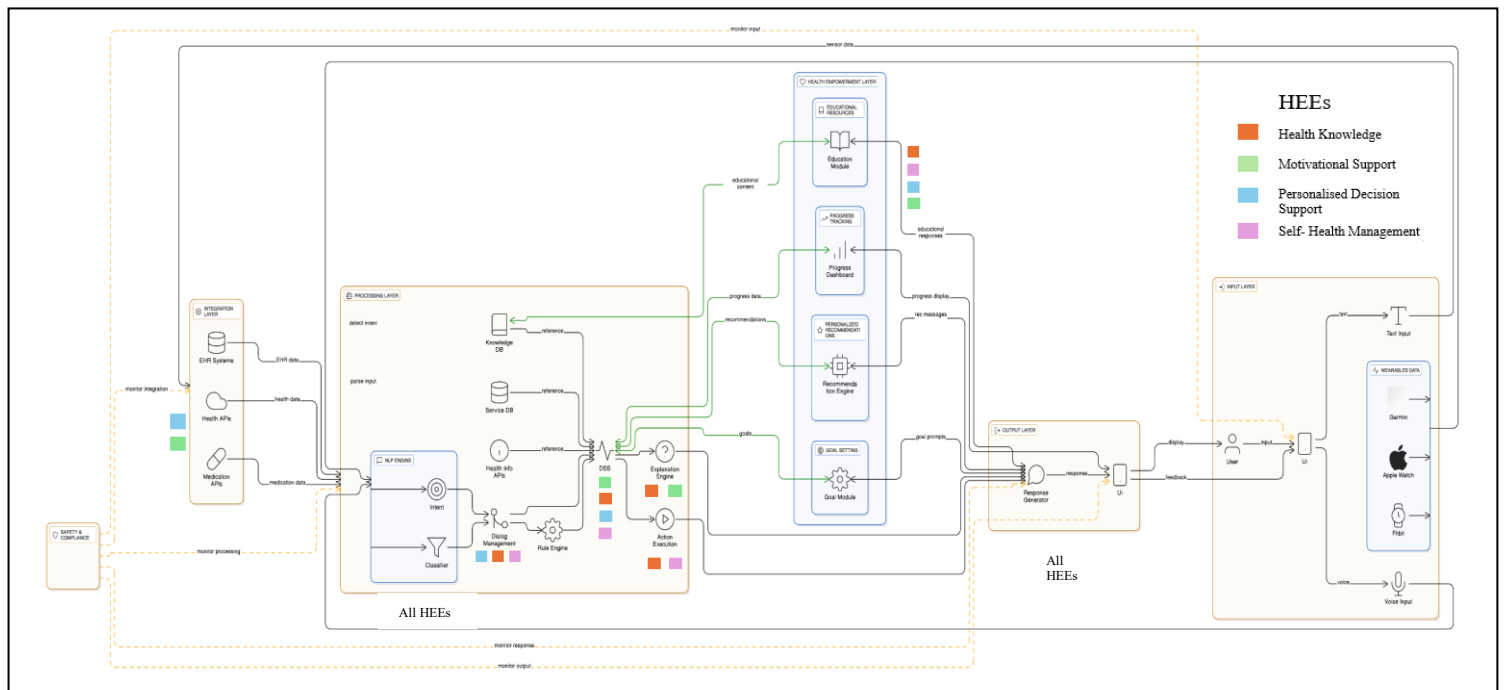 monitor input
sensor data
HEALTH EMPOWERMENT LAYER
EDUCATIONAL
RESOURCES
Education
Module
educational
content
HEEs
Health Knowledge
Motivational Support
Personalised Decision
Support
Self- Health Management
PROGRESS
TRACKING
Progress
Dashboard
educational
responses
progress data
progress display
recommendations
rec messages
PERSONALIZED
RECOMMENDATI
ONS
Recommenda
tion Engine
goals
goal prompts
GOAL SETTING
Goal Module
INTEGRATION
LAYER
EHR Systems
EHR data
Health APIs
health data
Medication
APIs
medication data
monitor integration
PROCESSING LAYER
detect intent
parse input
Knowledge
DB
reference
Service DB
reference
Health Info
APIs
reference
NLP ENGINE
Intent
Classifier
Dialog
Management
Rule Engine
DSS
Explanation
Engine
Action
Execution
All HEEs
SAFETY &
COMPLIANCE
monitor processing
monitor response
monitor output
OUTPUT LAYER
Response
Generator
response
UI
All
HEEs
display
feedback
INPUT LAYER
User
input
UI
text
Text Input
WEARABLES DATA
Garmin
Apple Watch
Fitbit
voice
Voice Input